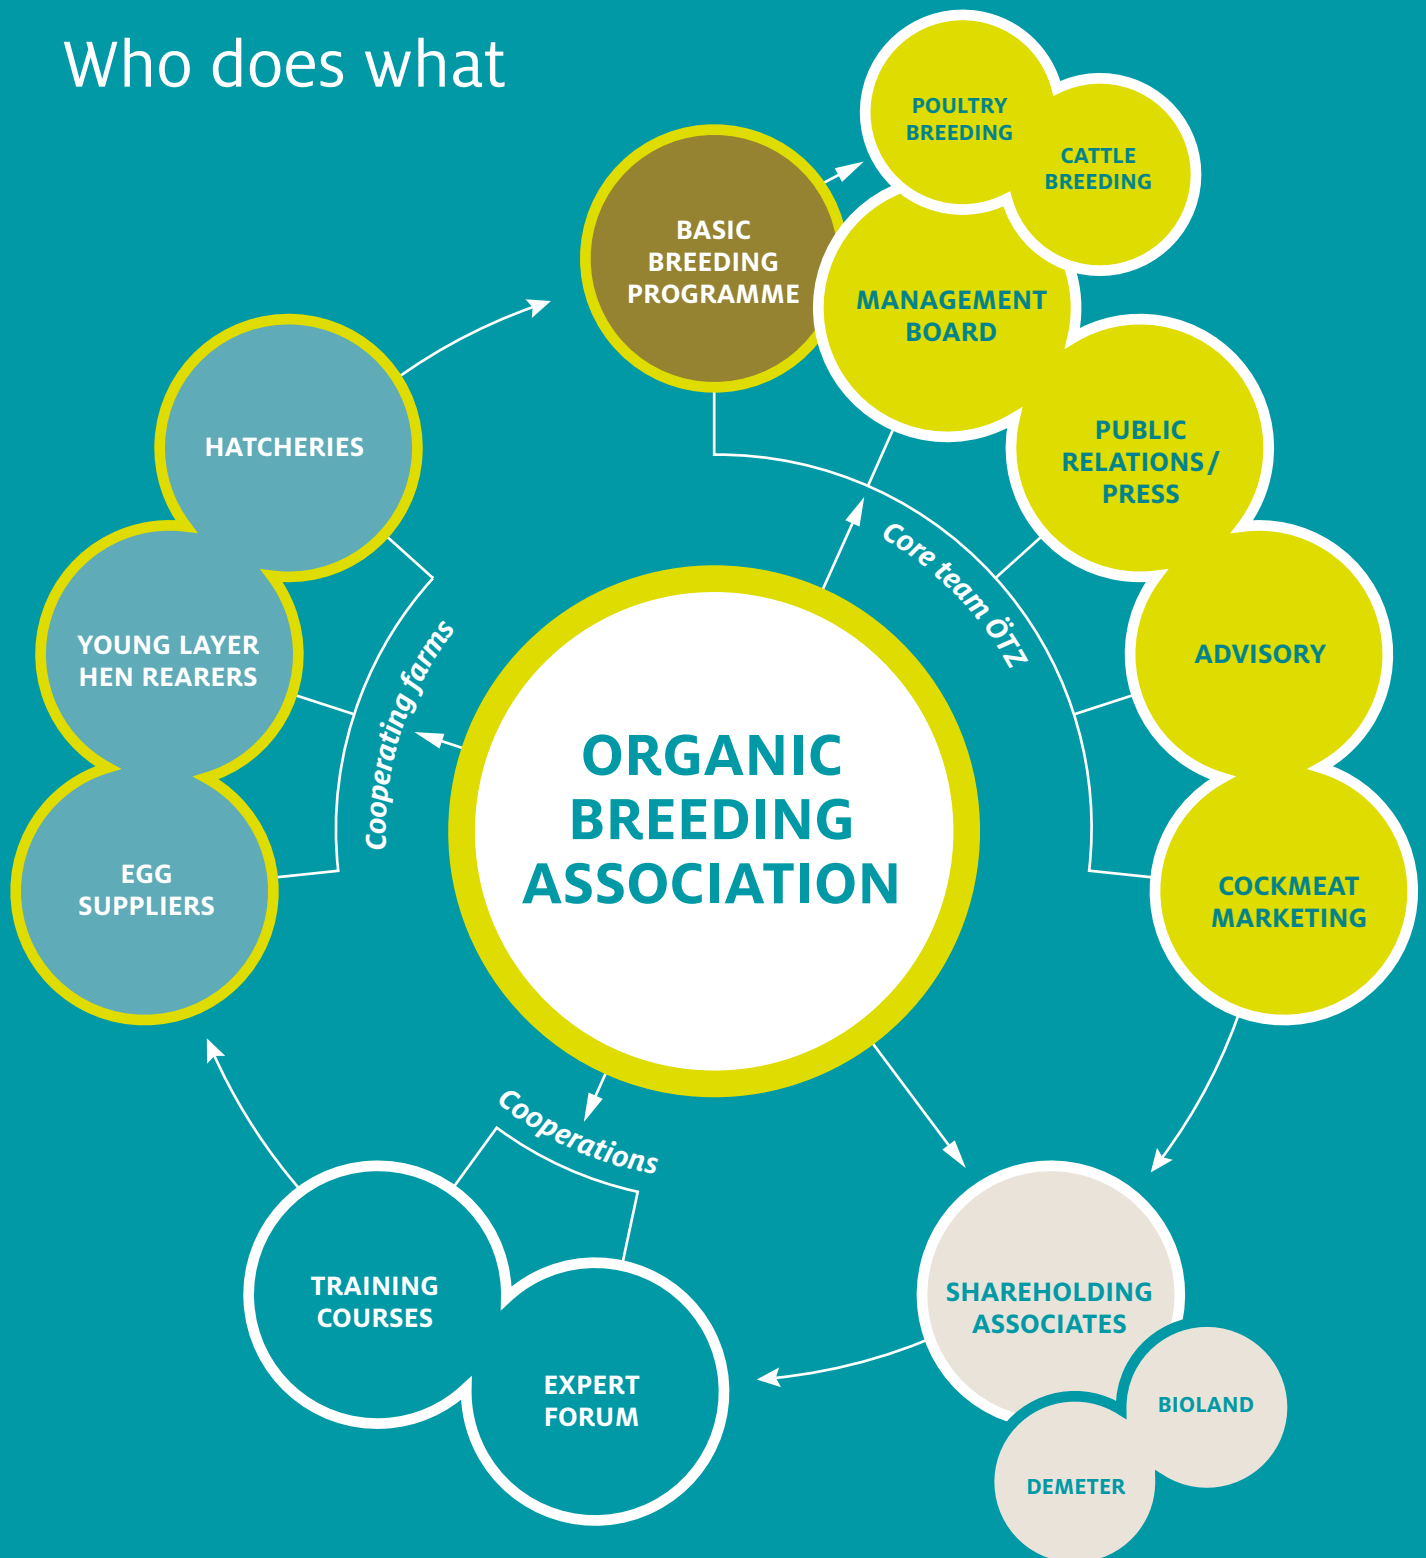 Who does what
POULTRY
BREEDING
CATTLE
BREEDING
BASIC
BREEDING
PROGRAMME
MANAGEMENT
BOARD
HATCHERIES
PUBLIC
RELATIONS/
PRESS
Core team ÖTZ
YOUNG LAYER
HEN REARERS
Cooperating farms
ADVISORY
ORGANIC
BREEDING
ASSOCIATION
EGG
SUPPLIERS
COCKMEAT
MARKETING
Cooperations
TRAINING
COURSES
SHAREHOLDING
ASSOCIATES
EXPERT
FORUM
BIOLAND
DEMETER